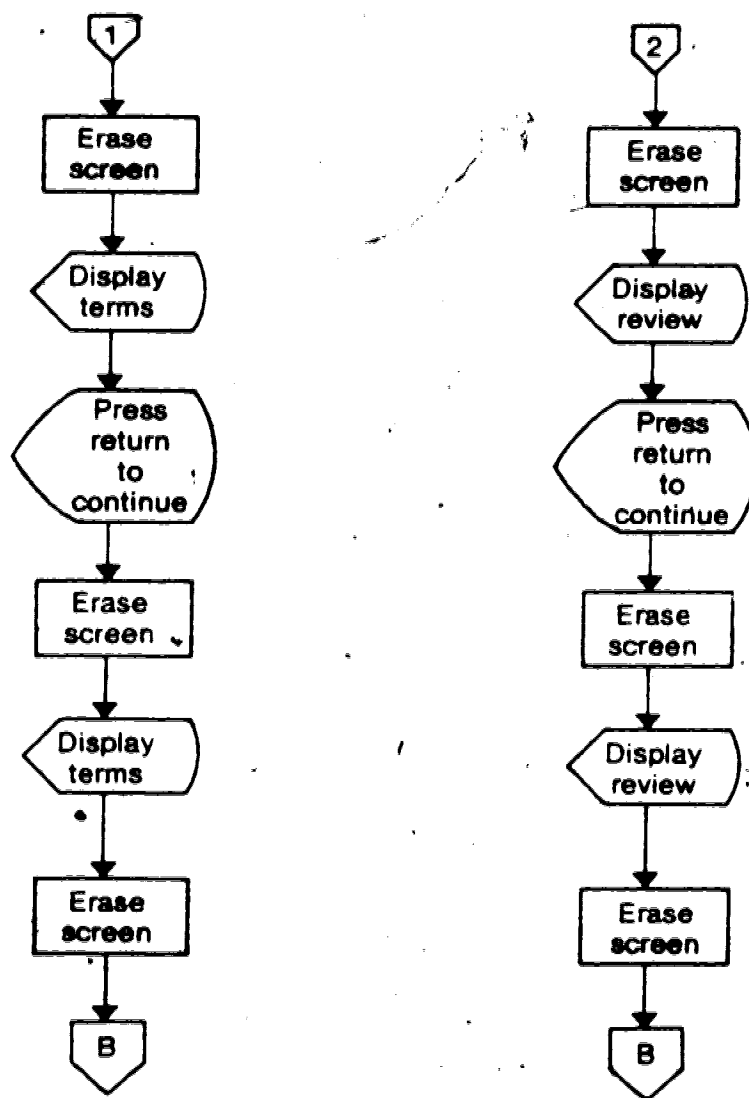 1
Erase
screen
Display
terms
Press
return
to
continue
Erase
screen
Display
terms
Erase
screen
B
2
Erase
screen
Display
review
Press
return
to
continue
Erase
screen
Display
review
Erase
screen
B